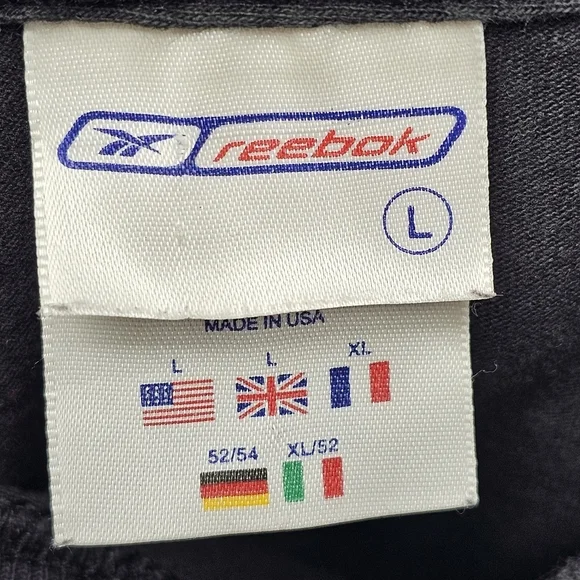 reebok
L
MADE IN USA
L L XL
52/54 XL/52